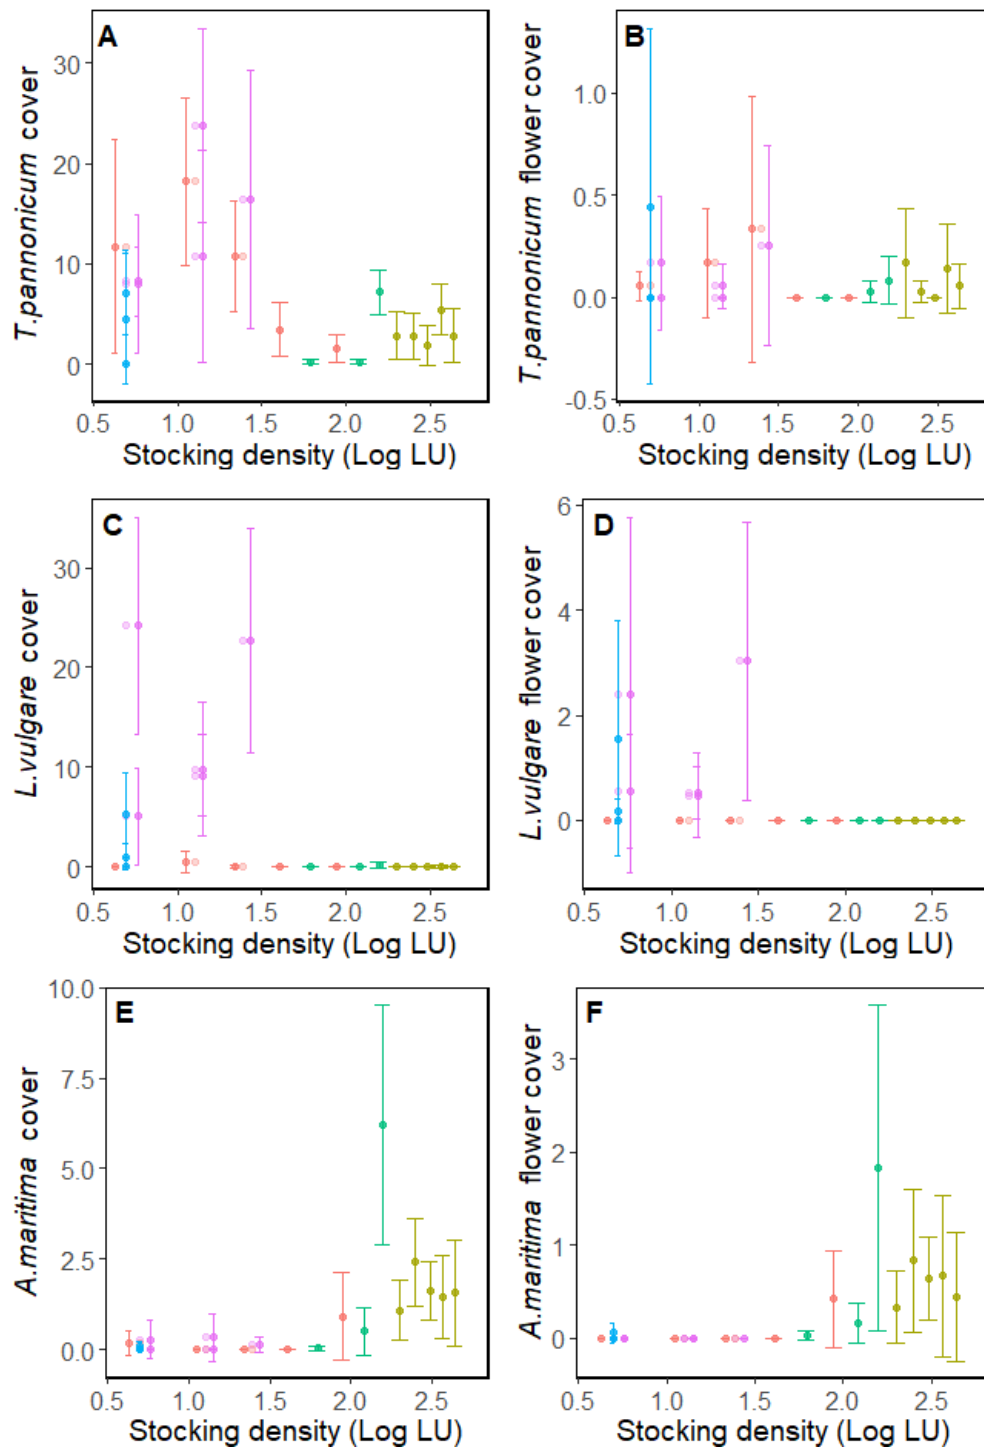 A
T.pannonicum cover
30
20
10
0
0.5 1.0 1.5 2.0 2.5
Stocking density (Log LU)
B
T.pannonicum flower cover
1.0
0.5
0.0
-0.5
0.5 1.0 1.5 2.0 2.5
Stocking density (Log LU)
C
L.vulgare cover
30
20
10
0
0.5 1.0 1.5 2.0 2.5
Stocking density (Log LU)
D
L.vulgare flower cover
6
4
2
0
0.5 1.0 1.5 2.0 2.5
Stocking density (Log LU)
E
A.maritima cover
10.0
7.5
5.0
2.5
0.0
0.5 1.0 1.5 2.0 2.5
Stocking density (Log LU)
F
A.maritima flower cover
3
2
1
0
0.5 1.0 1.5 2.0 2.5
Stocking density (Log LU)